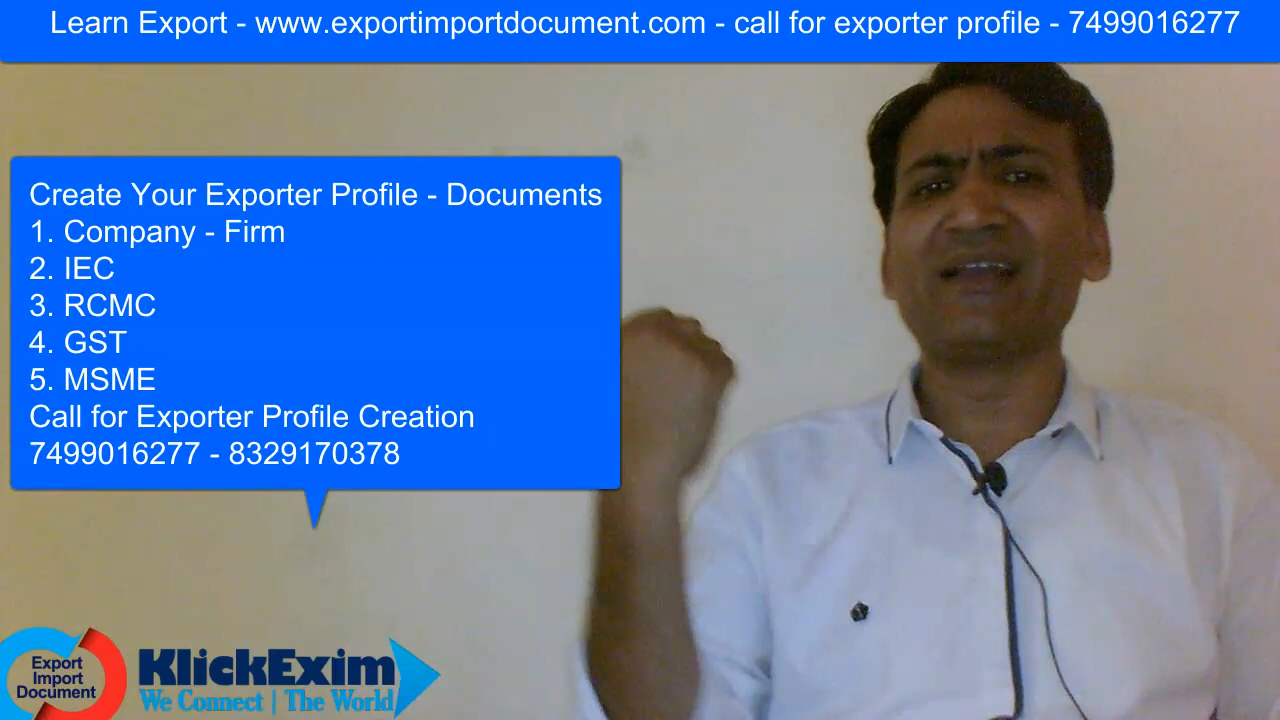 Learn Export - www.exportimportdocument.com - call for exporter profile - 7499016277
Create Your Exporter Profile - Documents
1. Company - Firm
2. IEC
3. RCMC
4. GST
5. MSME
Call for Exporter Profile Creation
7499016277 - 8329170378
Export
Import
Document
KlickExim
We Connect | The World